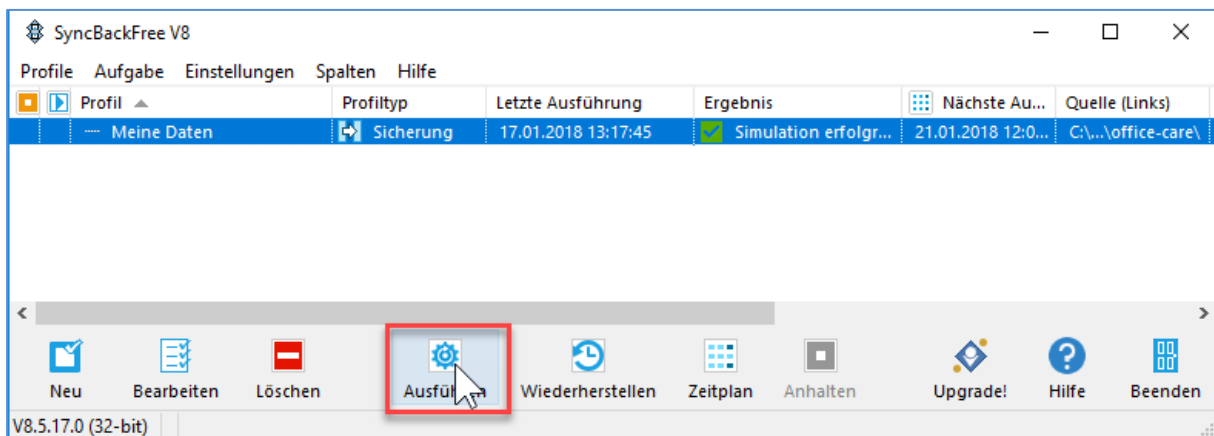 SyncBackFree V8
Profile Aufgabe Einstellungen Spalten Hilfe
Profil Profiltyp Letzte Ausführung Ergebnis Nächste Au... Quelle (Links)
Meine Daten Sicherung 17.01.2018 13:17:45 Simulation erfolgr... 21.01.2018 12:0... C:\...\office-care\
Neu Bearbeiten Löschen Ausführen Wiederherstellen Zeitplan Anhalten Upgrade! Hilfe Beenden
V8.5.17.0 (32-bit)